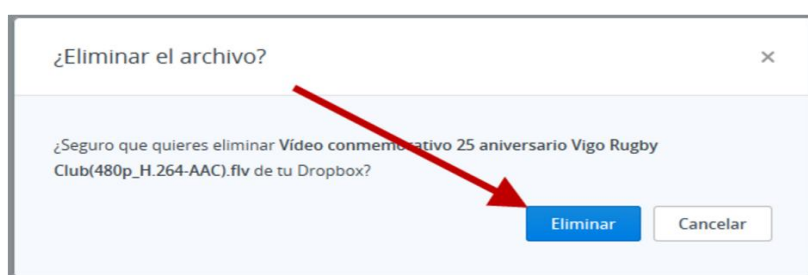 ¿Eliminar el archivo?
¿Seguro que quieres eliminar Vídeo conmemorativo 25 aniversario Vigo Rugby
Club(480p_H.264-AAC).flv de tu Dropbox?
Eliminar Cancelar